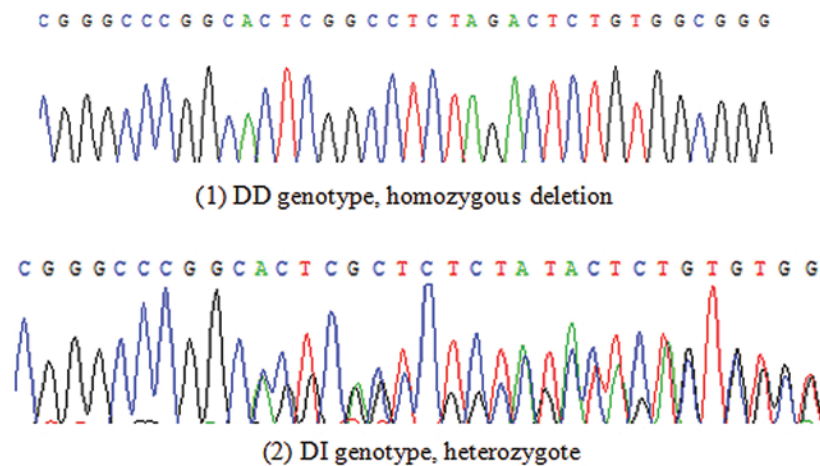 C G G G C C C G G C A C T C G G C C T C T A G A C T C T G T G G C G G G
(1) DD genotype, homozygous deletion
C G G G C C C G G C A C T C G C T C T C T A T A C T C T G T G T G G
(2) DI genotype, heterozygote